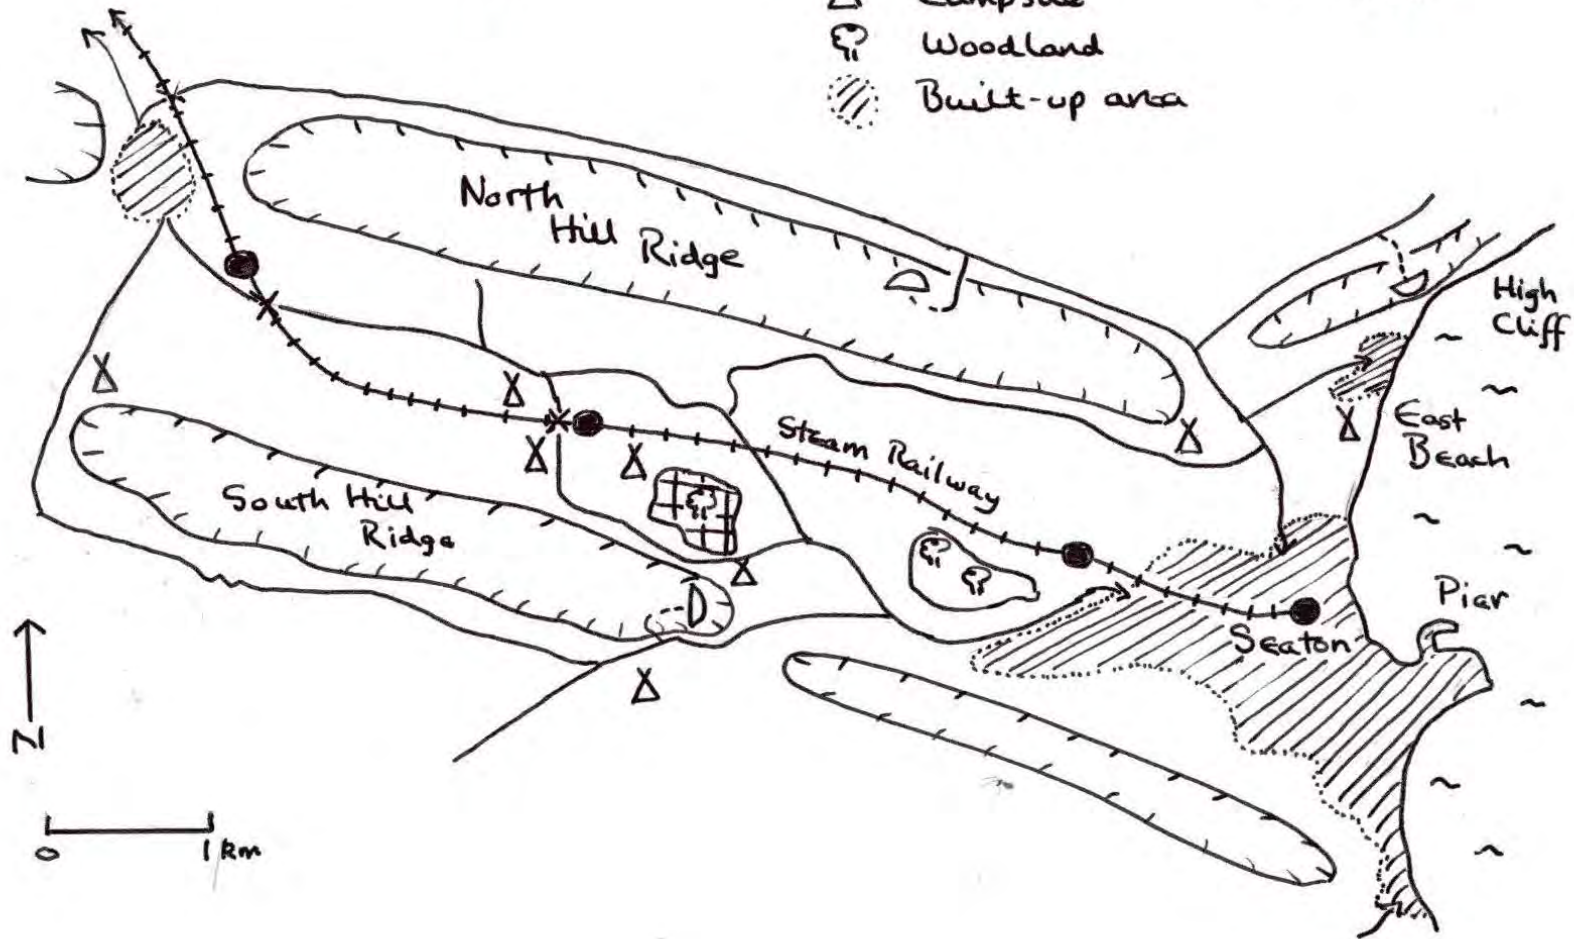 Campsite
Woodland
Built-up area
North
Hill Ridge
High
Cliff
East
Beach
Steam Railway
South Hill
Ridge
Pier
Seaton
N
0 1 km